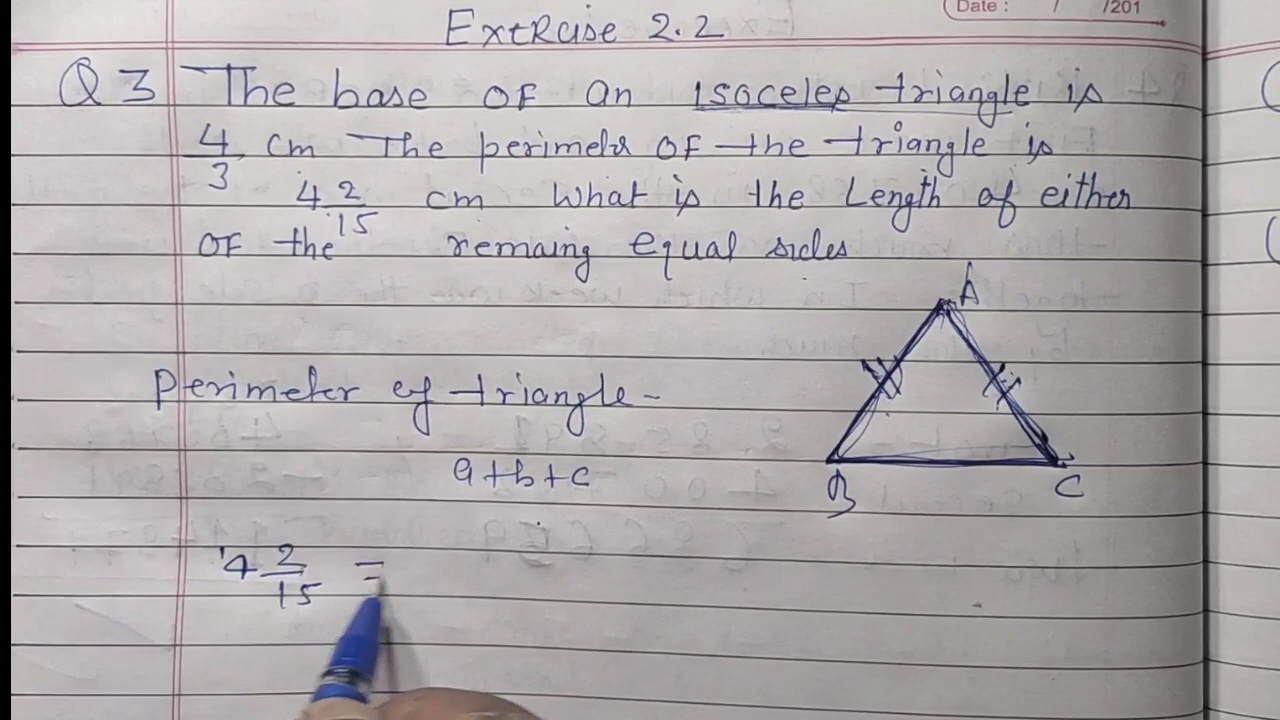 Date : / /201
Exercise 2.2
Q 3 The base OF an Isoceles triangle is
4/3 cm The perimetr OF the triangle is
4 2/15 cm What is the Length of either
OF the remaing equal sides
A
Perimeter of triangle -
a+b+c
B C
4 2/15 =